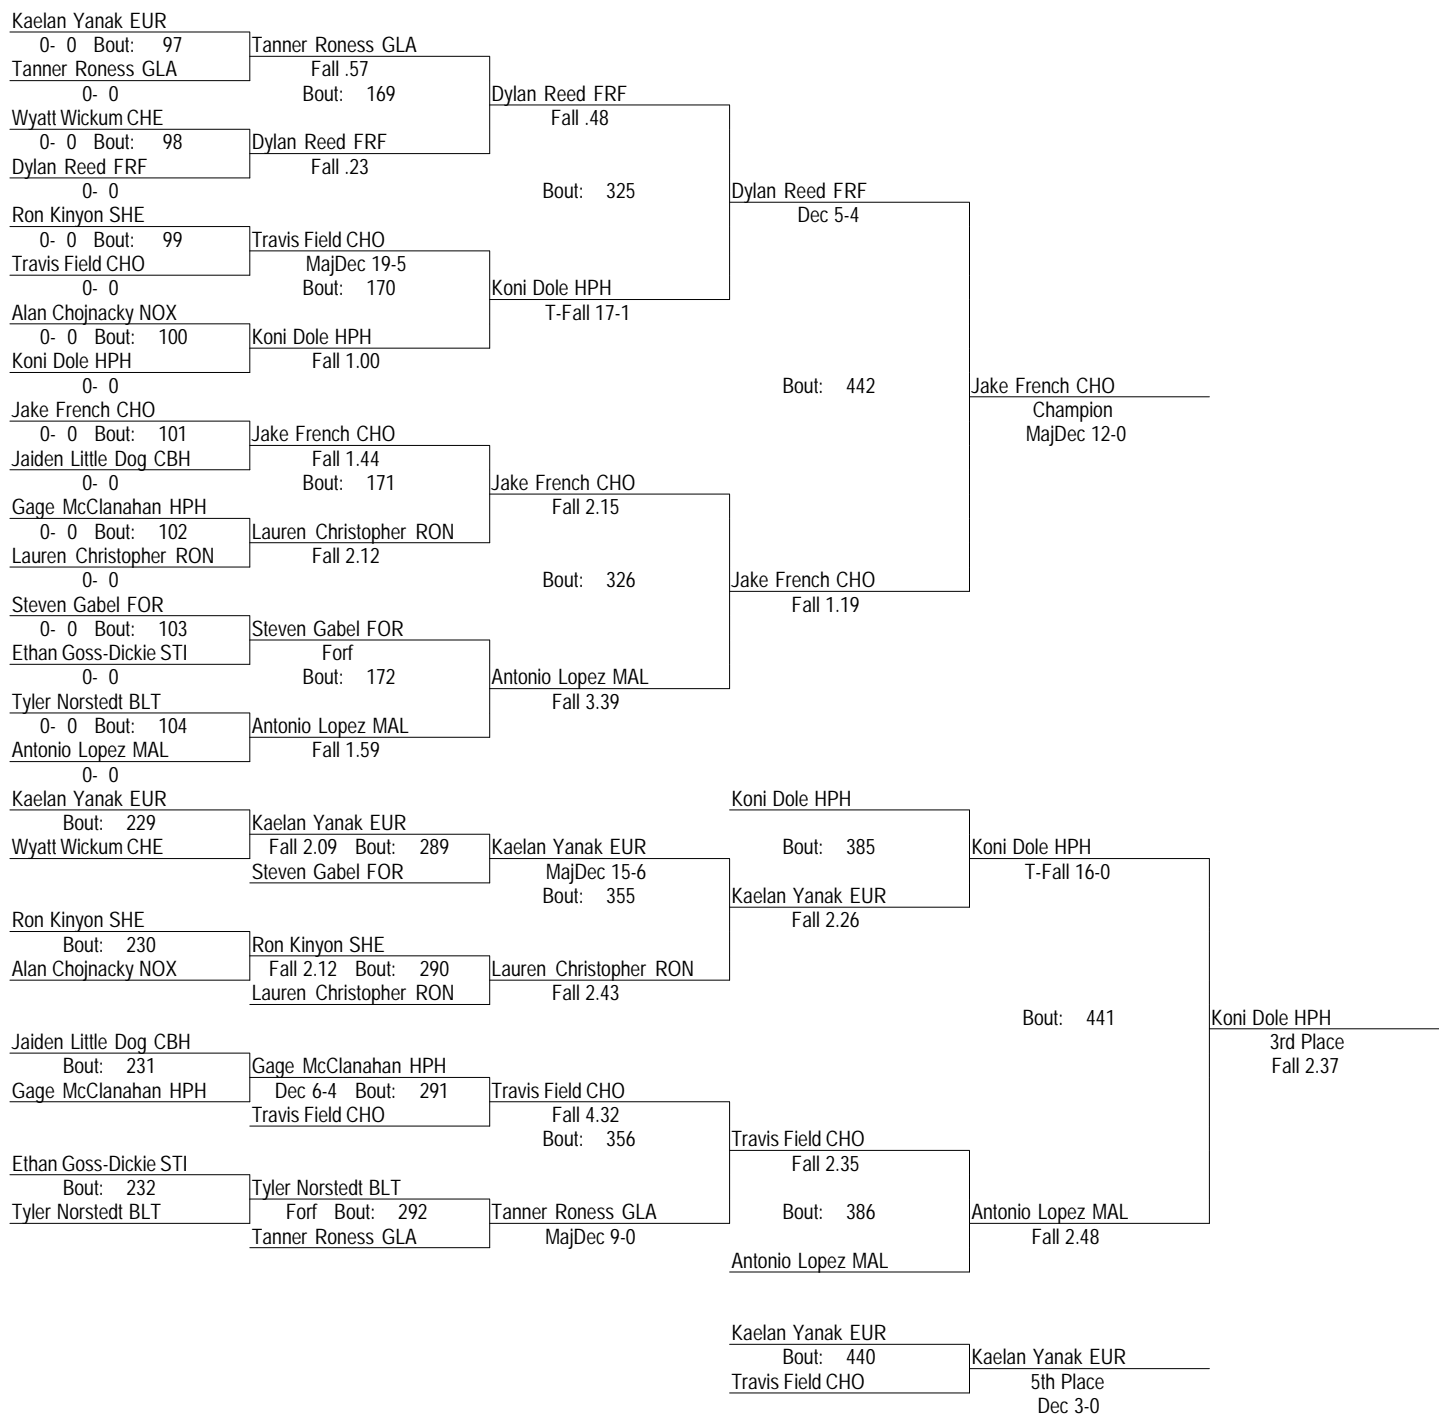 Kaelan Yanak EUR
0- 0 Bout: 97 Tanner Roness GLA
Tanner Roness GLA Fall .57
0- 0 Bout: 169 Dylan Reed FRF
Wyatt Wickum CHE Fall .48
0- 0 Bout: 98 Dylan Reed FRF
Dylan Reed FRF Fall .23
0- 0 Bout: 325 Dylan Reed FRF
Ron Kinyon SHE Dec 5-4
0- 0 Bout: 99 Travis Field CHO
Travis Field CHO MajDec 19-5
0- 0 Bout: 170 Koni Dole HPH
Alan Chojnacky NOX T-Fall 17-1
0- 0 Bout: 100 Koni Dole HPH
Koni Dole HPH Fall 1.00
0- 0 Bout: 442 Jake French CHO
Jake French CHO Champion
0- 0 Bout: 101 Jake French CHO MajDec 12-0
Jaiden Little Dog CBH Fall 1.44
0- 0 Bout: 171 Jake French CHO
Gage McClanahan HPH Fall 2.15
0- 0 Bout: 102 Lauren Christopher RON
Lauren Christopher RON Fall 2.12
0- 0 Bout: 326 Jake French CHO
Steven Gabel FOR Fall 1.19
0- 0 Bout: 103 Steven Gabel FOR
Ethan Goss-Dickie STI Forf
0- 0 Bout: 172 Antonio Lopez MAL
Tyler Norstedt BLT Fall 3.39
0- 0 Bout: 104 Antonio Lopez MAL
Antonio Lopez MAL Fall 1.59
0- 0
Kaelan Yanak EUR Koni Dole HPH
Bout: 229 Kaelan Yanak EUR
Wyatt Wickum CHE Fall 2.09 Bout: 289 Kaelan Yanak EUR Bout: 385 Koni Dole HPH
Steven Gabel FOR MajDec 15-6 T-Fall 16-0
Bout: 355 Kaelan Yanak EUR
Ron Kinyon SHE Fall 2.26
Bout: 230 Ron Kinyon SHE
Alan Chojnacky NOX Fall 2.12 Bout: 290 Lauren Christopher RON
Lauren Christopher RON Fall 2.43
Bout: 441 Koni Dole HPH
Jaiden Little Dog CBH 3rd Place
Bout: 231 Gage McClanahan HPH Fall 2.37
Gage McClanahan HPH Dec 6-4 Bout: 291 Travis Field CHO
Travis Field CHO Fall 4.32
Bout: 356 Travis Field CHO
Ethan Goss-Dickie STI Fall 2.35
Bout: 232 Tyler Norstedt BLT
Tyler Norstedt BLT Forf Bout: 292 Tanner Roness GLA Bout: 386 Antonio Lopez MAL
Tanner Roness GLA MajDec 9-0 Fall 2.48
Antonio Lopez MAL
Kaelan Yanak EUR
Bout: 440 Kaelan Yanak EUR
Travis Field CHO 5th Place
Dec 3-0